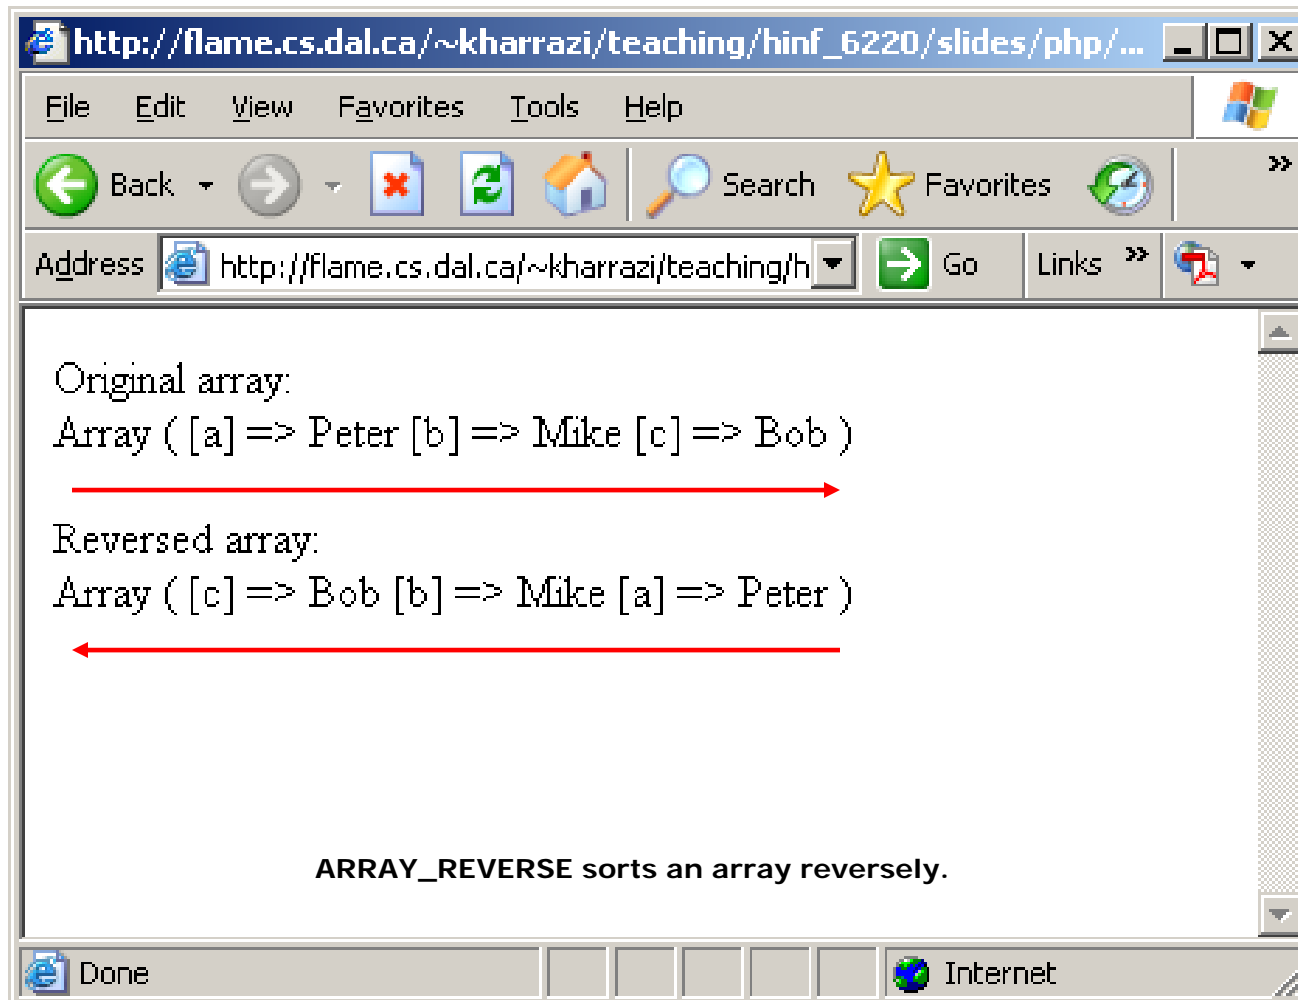 http://flame.cs.dal.ca/~kharrazi/teaching/hinf_6220/slides/php/...
File Edit View Favorites Tools Help
Back Search Favorites »
Address http://flame.cs.dal.ca/~kharrazi/teaching/h Go Links »
Original array:
Array ( [a] => Peter [b] => Mike [c] => Bob )
Reversed array:
Array ( [c] => Bob [b] => Mike [a] => Peter )
ARRAY_REVERSE sorts an array reversely.
Done Internet